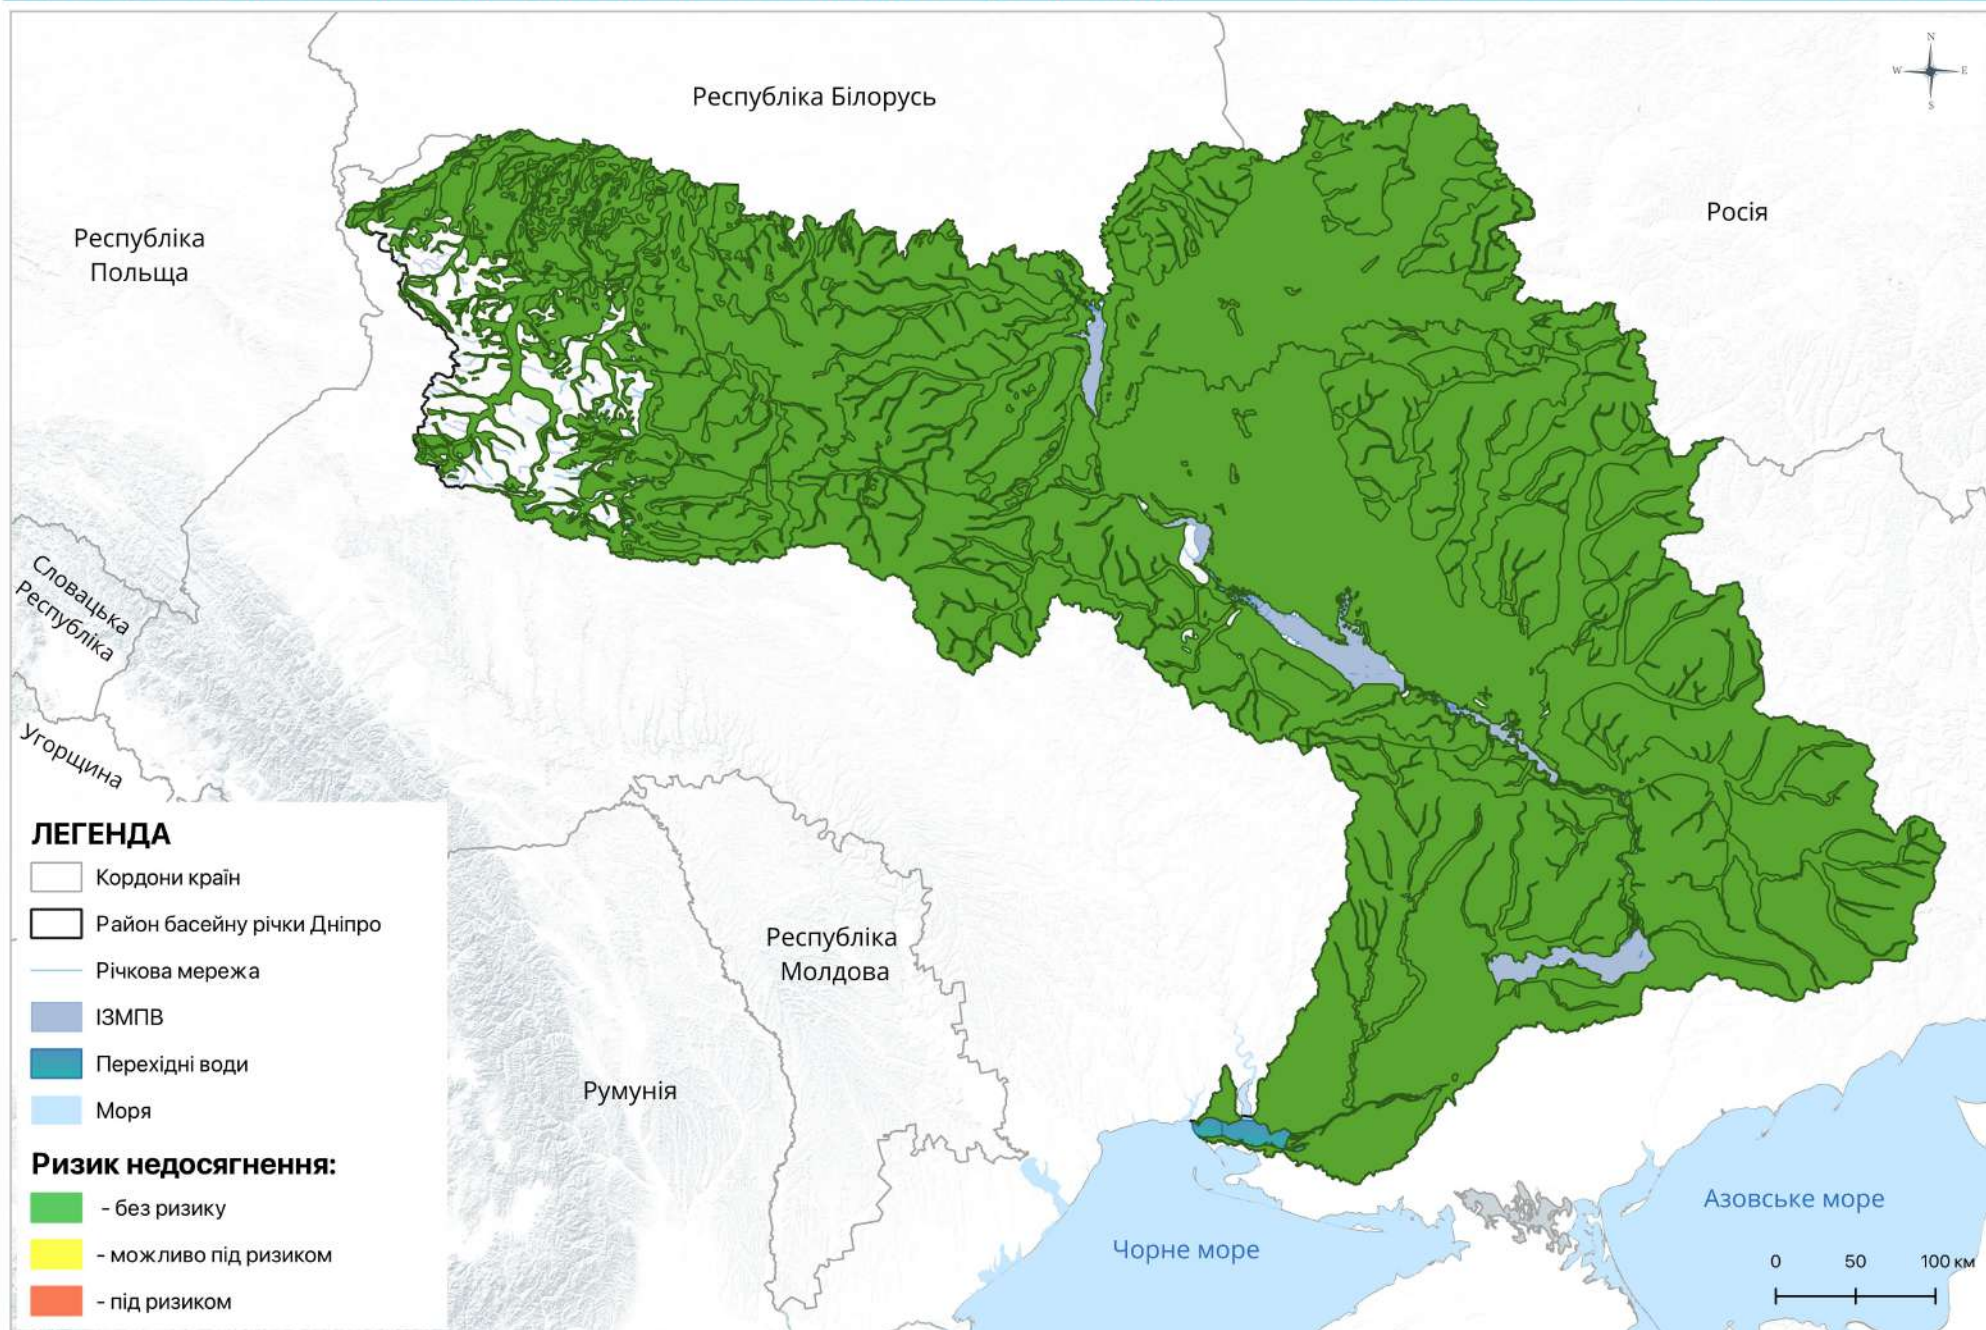 N
W E
S
Республіка Білорусь
Росія
Республіка
Польща
Словацька
Республіка
Угорщина
ЛЕГЕНДА
Кордони країн
Район басейну річки Дніпро
Річкова мережа
ІЗМПВ
Перехідні води
Моря
Ризик недосягнення:
- без ризику
- можливо під ризиком
- під ризиком
Республіка
Молдова
Румунія
Чорне море
Азовське море
0 50 100 км